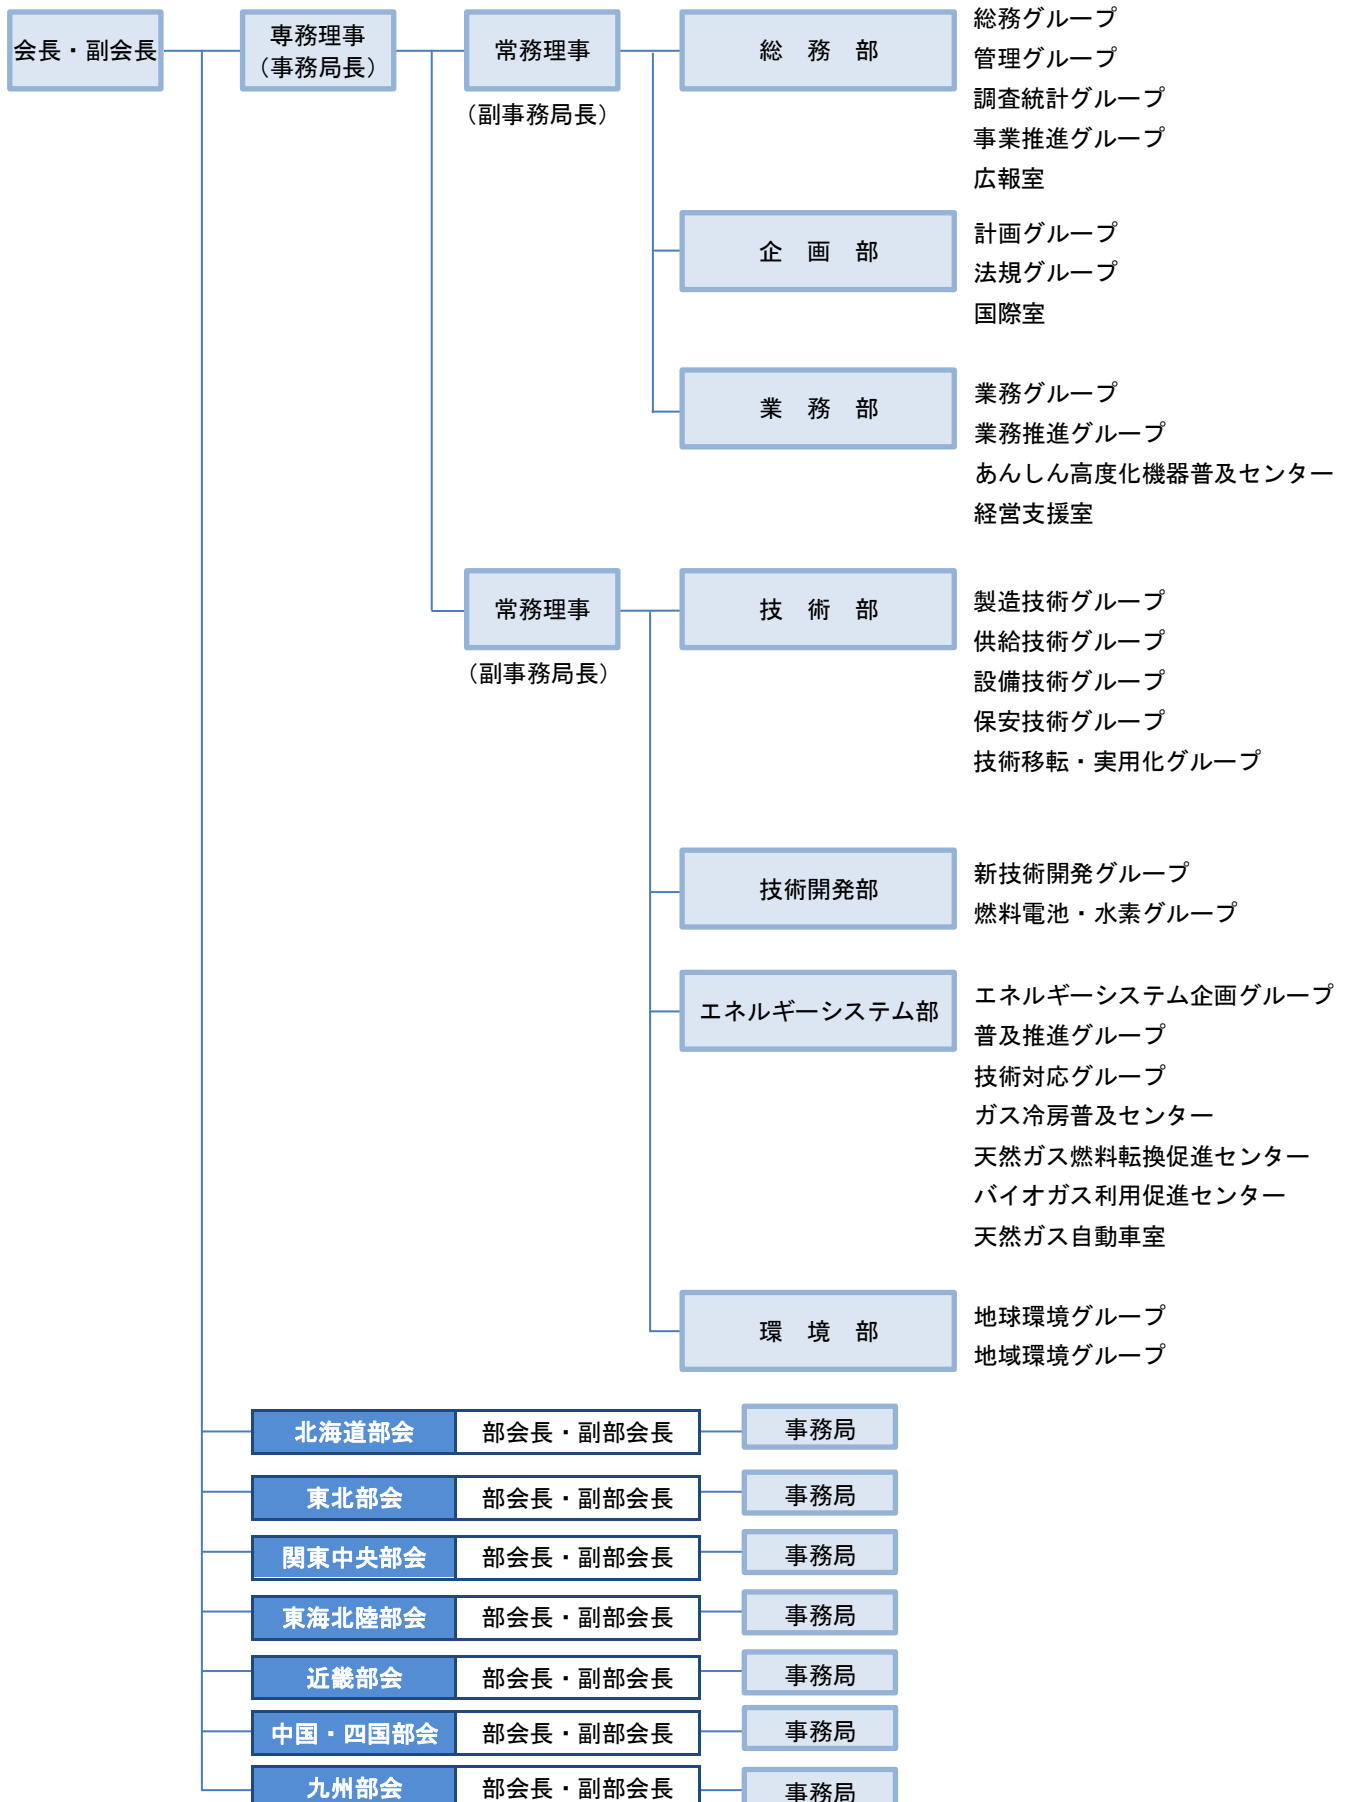 会長・副会長
専務理事
（事務局長）
常務理事
（副事務局長）
総　務　部
総務グループ
管理グループ
調査統計グループ
事業推進グループ
広報室
企　画　部
計画グループ
法規グループ
国際室
業　務　部
業務グループ
業務推進グループ
あんしん高度化機器普及センター
経営支援室
常務理事
（副事務局長）
技　術　部
製造技術グループ
供給技術グループ
設備技術グループ
保安技術グループ
技術移転・実用化グループ
技術開発部
新技術開発グループ
燃料電池・水素グループ
エネルギーシステム部
エネルギーシステム企画グループ
普及推進グループ
技術対応グループ
ガス冷房普及センター
天然ガス燃料転換促進センター
バイオガス利用促進センター
天然ガス自動車室
環　境　部
地球環境グループ
地域環境グループ
北海道部会　部会長・副部会長　事務局
東北部会　部会長・副部会長　事務局
関東中央部会　部会長・副部会長　事務局
東海北陸部会　部会長・副部会長　事務局
近畿部会　部会長・副部会長　事務局
中国・四国部会　部会長・副部会長　事務局
九州部会　部会長・副部会長　事務局